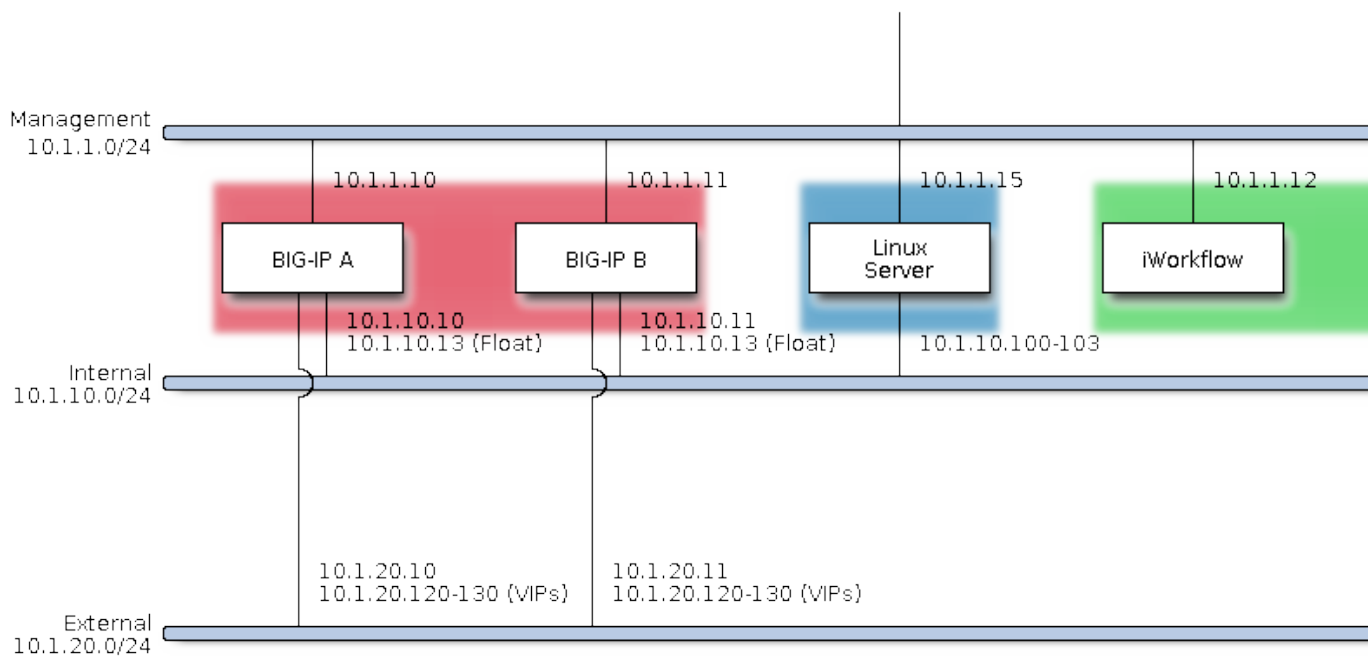 Management
10.1.1.0/24
10.1.1.10
10.1.1.11
10.1.1.15
10.1.1.12
BIG-IP A
BIG-IP B
Linux
Server
iWorkflow
10.1.10.10
10.1.10.13 (Float)
10.1.10.11
10.1.10.13 (Float)
10.1.10.100-103
Internal
10.1.10.0/24
10.1.20.10
10.1.20.120-130 (VIPs)
10.1.20.11
10.1.20.120-130 (VIPs)
External
10.1.20.0/24